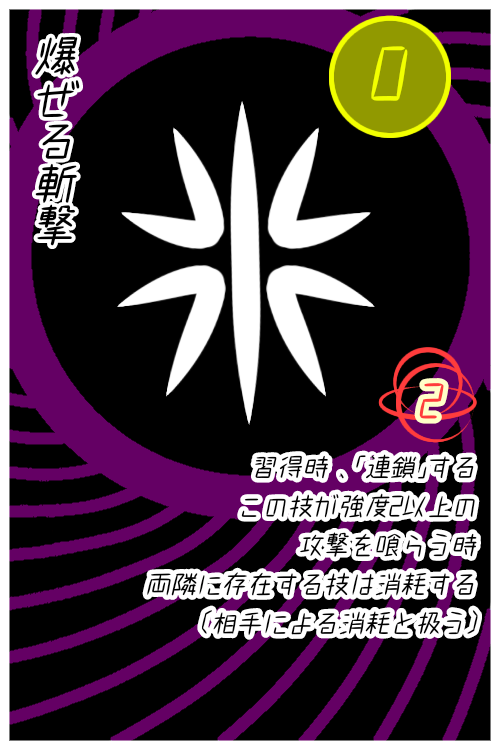 爆ぜる斬撃
0
2
習得時、「連鎖」する
この技が強度2以上の
攻撃を喰らう時
両隣に存在する技は消耗する
(相手による消耗と扱う)